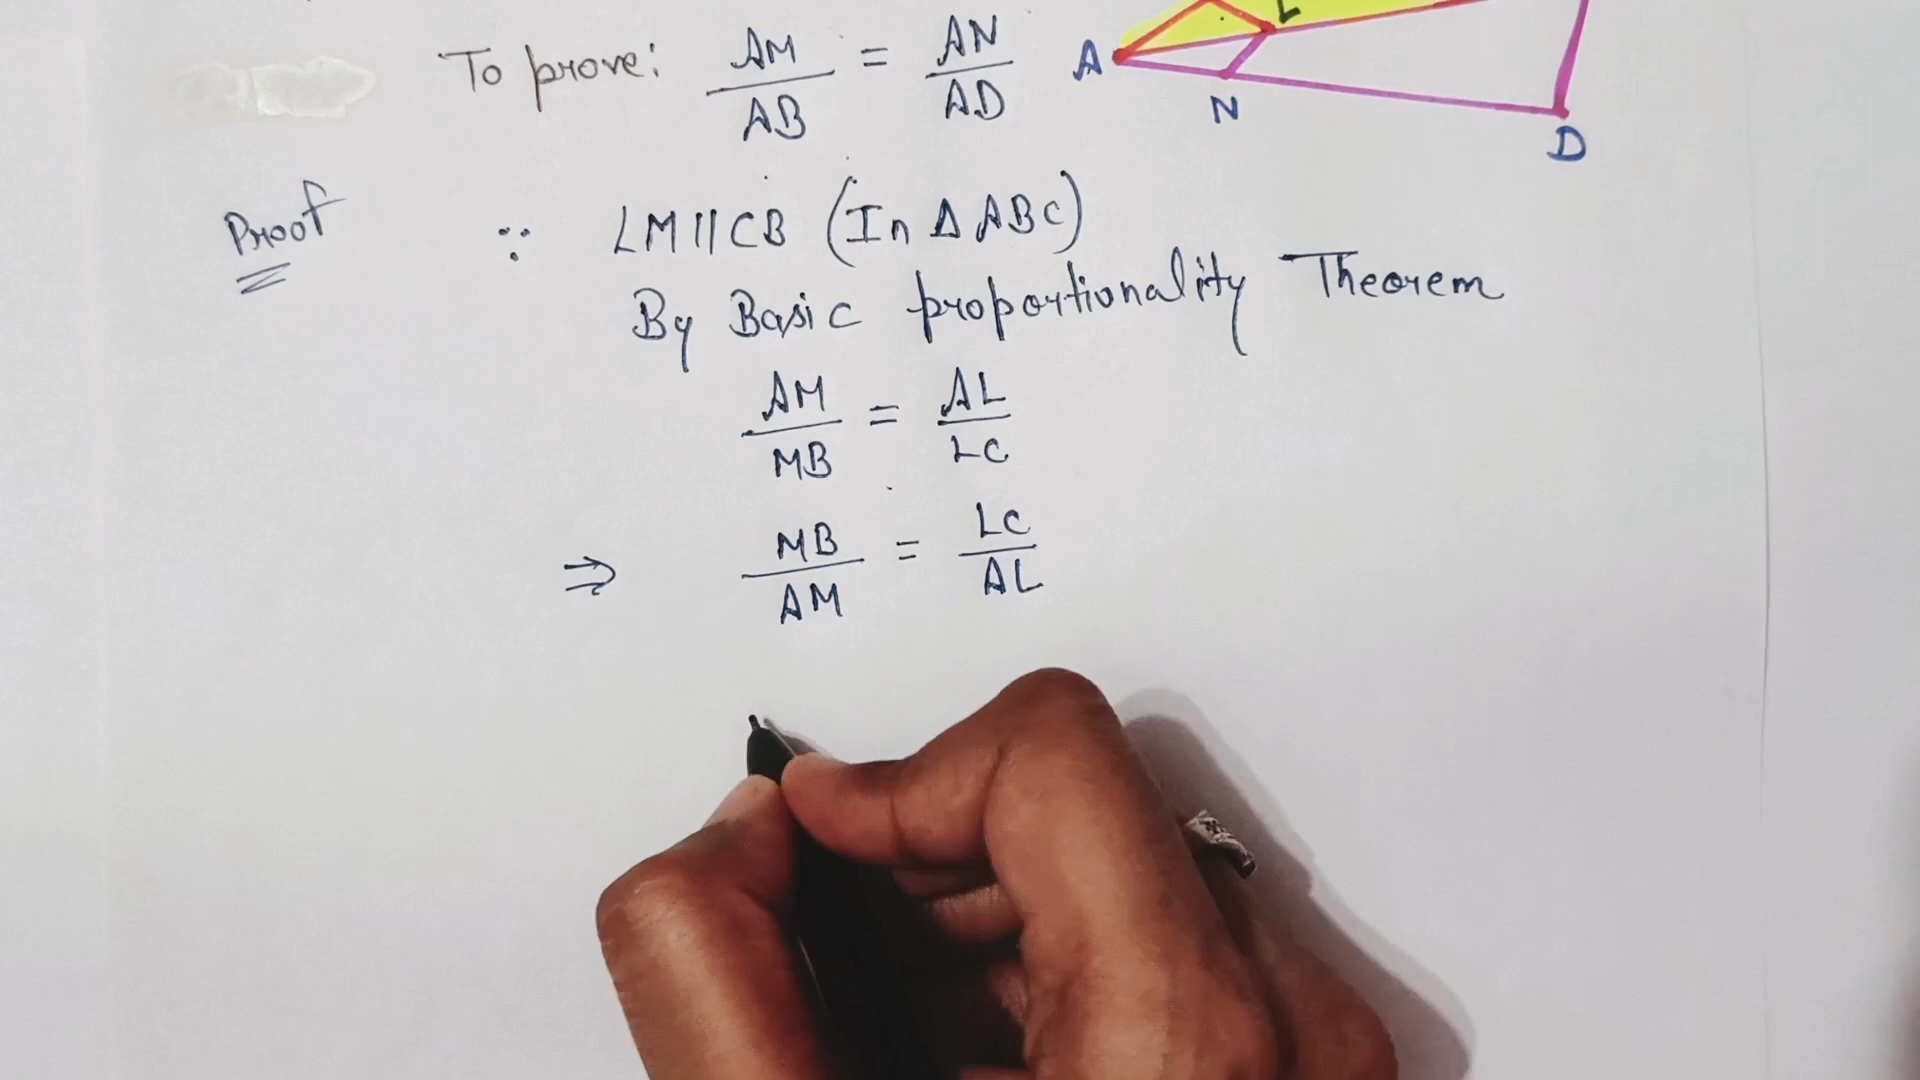 To prove: AM/AB = AN/AD
L
A
N
D
Proof ∵ LM||CB (In Δ ABC)
By Basic proportionality Theorem
AM/MB = AL/LC
⇒ MB/AM = LC/AL